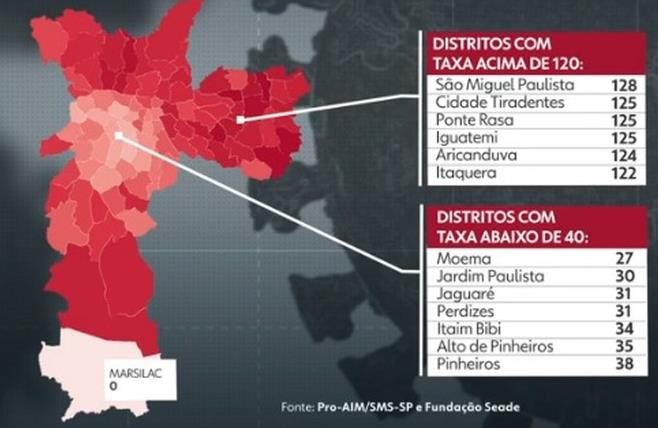 DISTRITOS COM
TAXA ACIMA DE 120:
São Miguel Paulista 128
Cidade Tiradentes 125
Ponte Rasa 125
Iguatemi 125
Aricanduva 124
Itaquera 122
DISTRITOS COM
TAXA ABAIXO DE 40:
Moema 27
Jardim Paulista 30
Jaguaré 31
Perdizes 31
Itaim Bibi 34
Alto de Pinheiros 35
Pinheiros 38
MARSILAC
0
Fonte: Pro-AIM/SMS-SP e Fundação Seade